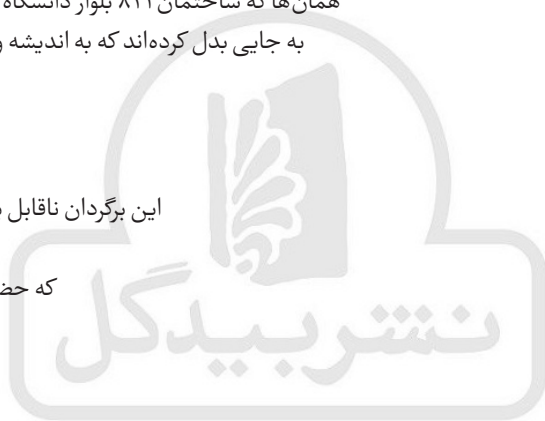 همان‌ها که ساختمان ۸۲۱ بلوار دانشگاه
به جایی بدل کرده‌اند که به اندیشه
این برگردان ناقابل
که
نشر بیدگل